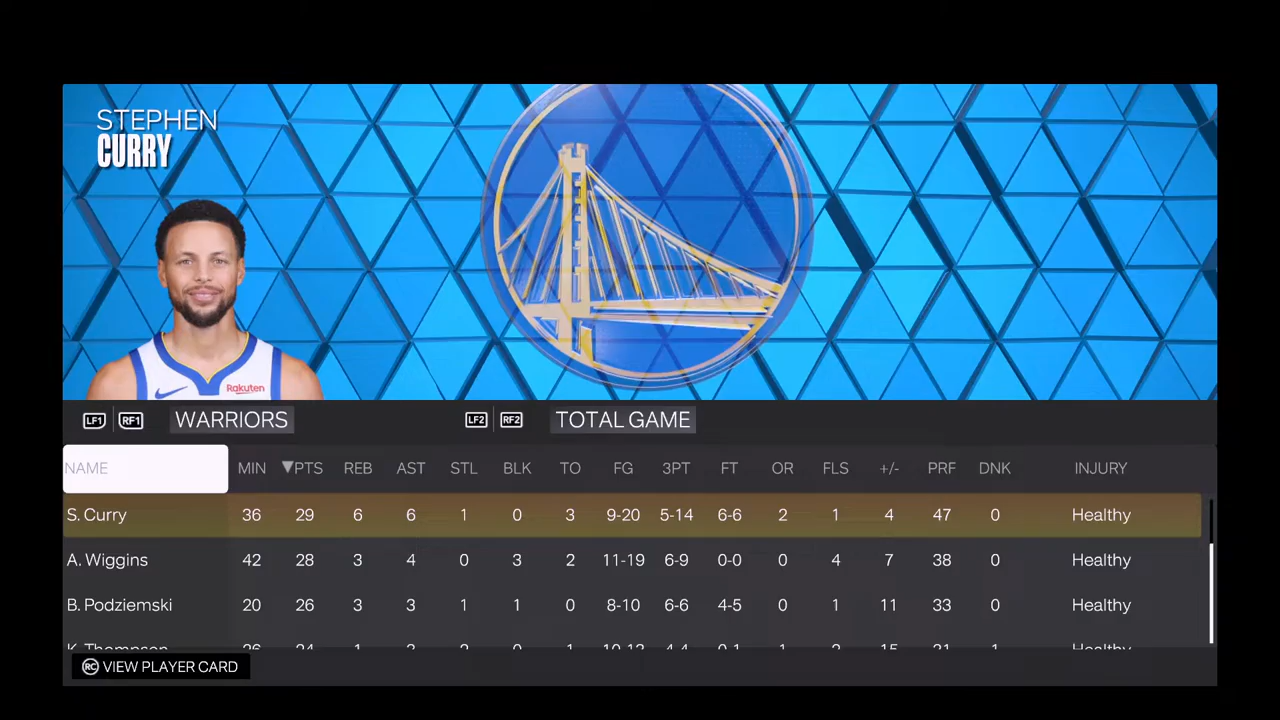 STEPHEN
CURRY
Rakuten
LF1 RF1 WARRIORS LF2 RF2 TOTAL GAME
NAME MIN ▼PTS REB AST STL BLK TO FG 3PT FT OR FLS +/- PRF DNK INJURY
S. Curry 36 29 6 6 1 0 3 9-20 5-14 6-6 2 1 4 47 0 Healthy
A. Wiggins 42 28 3 4 0 3 2 11-19 6-9 0-0 0 4 7 38 0 Healthy
B. Podziemski 20 26 3 3 1 1 0 8-10 6-6 4-5 0 1 11 33 0 Healthy
K. Thompson
RC VIEW PLAYER CARD